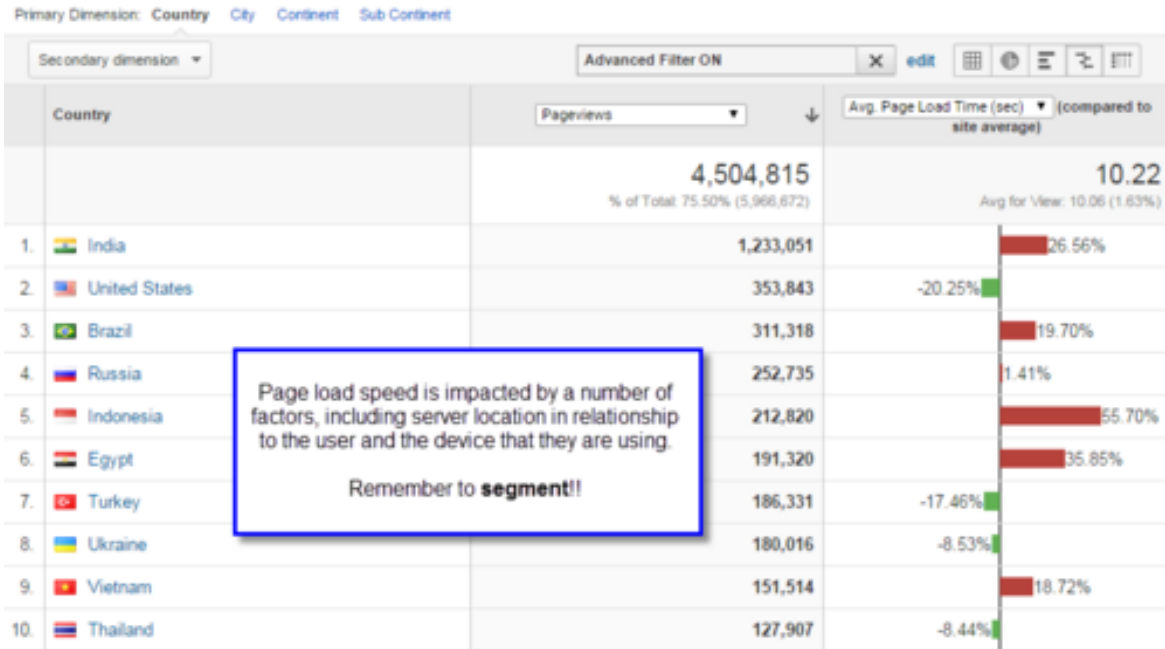 Primary Dimension: Country City Continent Sub Continent
Secondary dimension Advanced Filter ON edit
Country Pageviews Avg. Page Load Time (sec) (compared to
site average)
4,504,815 10.22
% of Total: 75.50% (5,966,672) Avg for View: 10.06 (1.63%)
1. India 1,233,051 26.56%
2. United States 353,843 -20.25%
3. Brazil 311,318 19.70%
4. Russia 252,735 1.41%
5. Indonesia 212,820 55.70%
6. Egypt 191,320 35.85%
7. Turkey 186,331 -17.46%
8. Ukraine 180,016 -8.53%
9. Vietnam 151,514 18.72%
10. Thailand 127,907 -8.44%
Page load speed is impacted by a number of
factors, including server location in relationship
to the user and the device that they are using.
Remember to segment!!